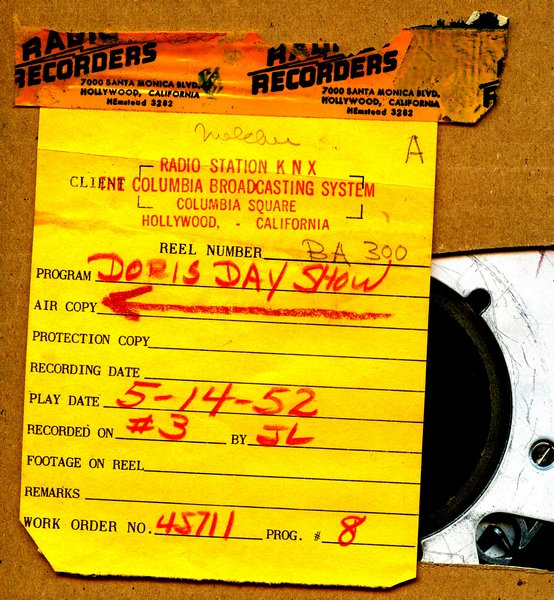 RADIO RECORDERS
7000 SANTA MONICA BLVD.
HOLLYWOOD, CALIFORNIA
HEmstead 3282
RECORDERS
7000 SANTA MONICA BLVD.
HOLLYWOOD, CALIFORNIA
HEmstead 3282
R
A
RADIO STATION KNX
CLIENT COLUMBIA BROADCASTING SYSTEM
COLUMBIA SQUARE
HOLLYWOOD, - CALIFORNIA
REEL NUMBER BA 300
PROGRAM DORIS DAY SHOW
AIR COPY
PROTECTION COPY
RECORDING DATE
PLAY DATE 5-14-52
RECORDED ON #3 BY JL
FOOTAGE ON REEL
REMARKS
WORK ORDER NO. 45711 PROG. # 8